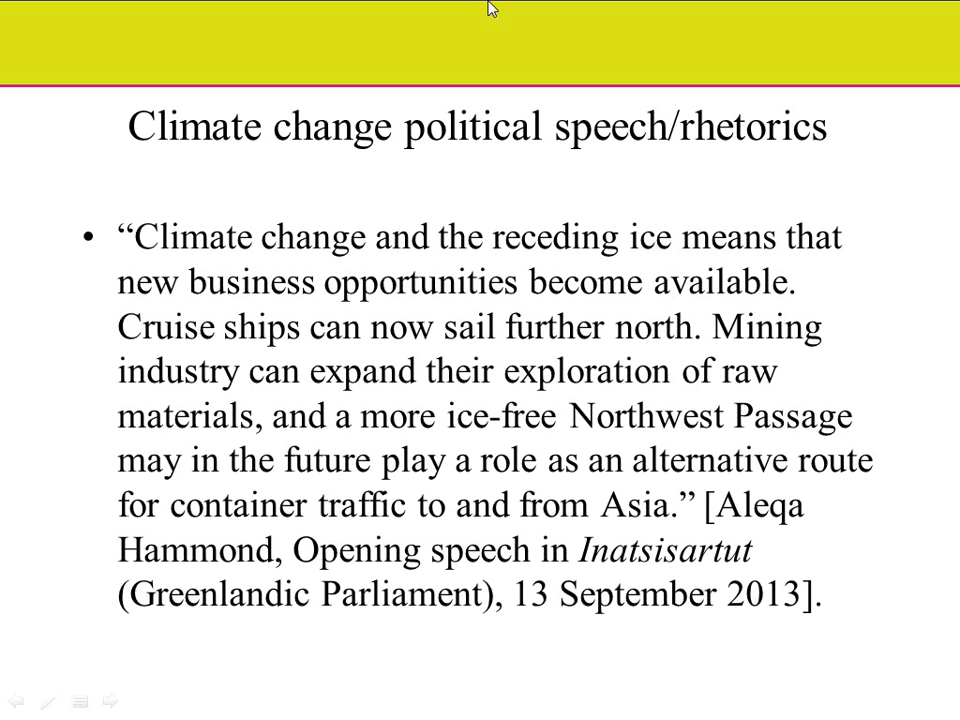 Climate change political speech/rhetorics
• “Climate change and the receding ice means that
new business opportunities become available.
Cruise ships can now sail further north. Mining
industry can expand their exploration of raw
materials, and a more ice-free Northwest Passage
may in the future play a role as an alternative route
for container traffic to and from Asia.” [Aleqa
Hammond, Opening speech in Inatsisartut
(Greenlandic Parliament), 13 September 2013].